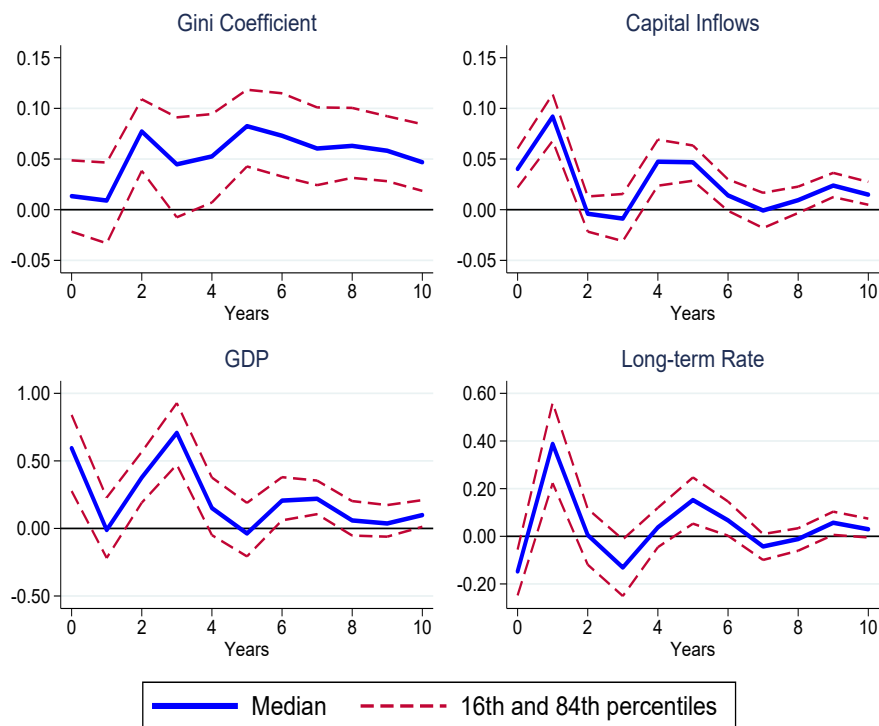 Gini Coefficient
0.15
0.10
0.05
0.00
-0.05
0 2 4 6 8 10
Years
Capital Inflows
0.15
0.10
0.05
0.00
-0.05
0 2 4 6 8 10
Years
GDP
1.00
0.50
0.00
-0.50
0 2 4 6 8 10
Years
Long-term Rate
0.60
0.40
0.20
0.00
-0.20
0 2 4 6 8 10
Years
Median 16th and 84th percentiles